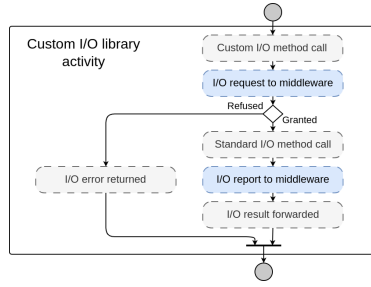 Custom I/O library
activity
Custom I/O method call
I/O request to middleware
Refused
Granted
Standard I/O method call
I/O error returned
I/O report to middleware
I/O result forwarded